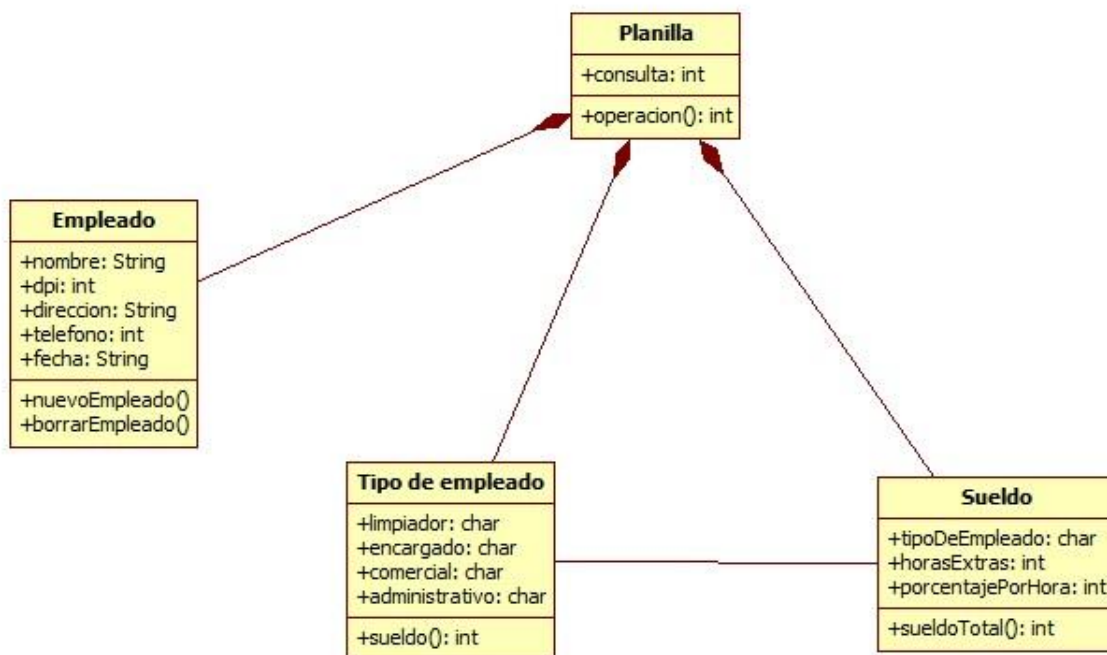 Planilla
+consulta: int
+operacion(): int
Empleado
+nombre: String
+dpi: int
+direccion: String
+telefono: int
+fecha: String
+nuevoEmpleado()
+borrarEmpleado()
Tipo de empleado
+limpiador: char
+encargado: char
+comercial: char
+administrativo: char
+sueldo(): int
Sueldo
+tipoDeEmpleado: char
+horasExtras: int
+porcentajePorHora: int
+sueldoTotal(): int